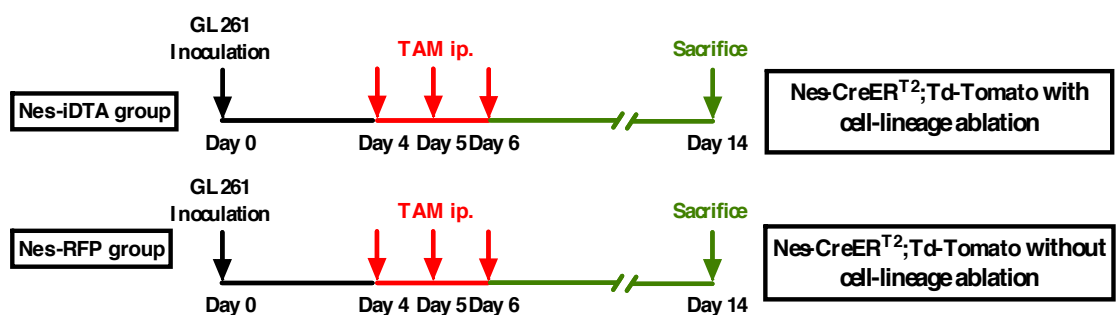 GL261
Inoculation
TAM ip.
Sacrifice
Nes-iDTA group
Day 0
Day 4
Day 5
Day 6
Day 14
Nes-CreER^T2;Td-Tomato with
cell-lineage ablation
GL261
Inoculation
TAM ip.
Sacrifice
Nes-RFP group
Day 0
Day 4
Day 5
Day 6
Day 14
Nes-CreER^T2;Td-Tomato without
cell-lineage ablation